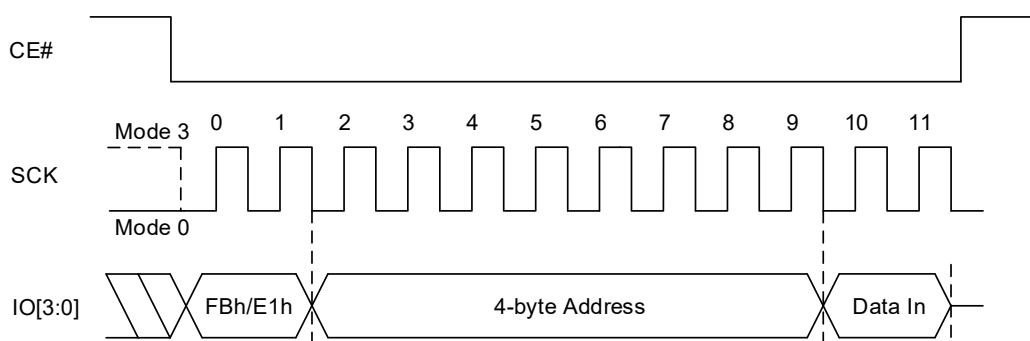 CE#
Mode 3 0 1 2 3 4 5 6 7 8 9 10 11
SCK
Mode 0
IO[3:0] FBh/E1h 4-byte Address Data In